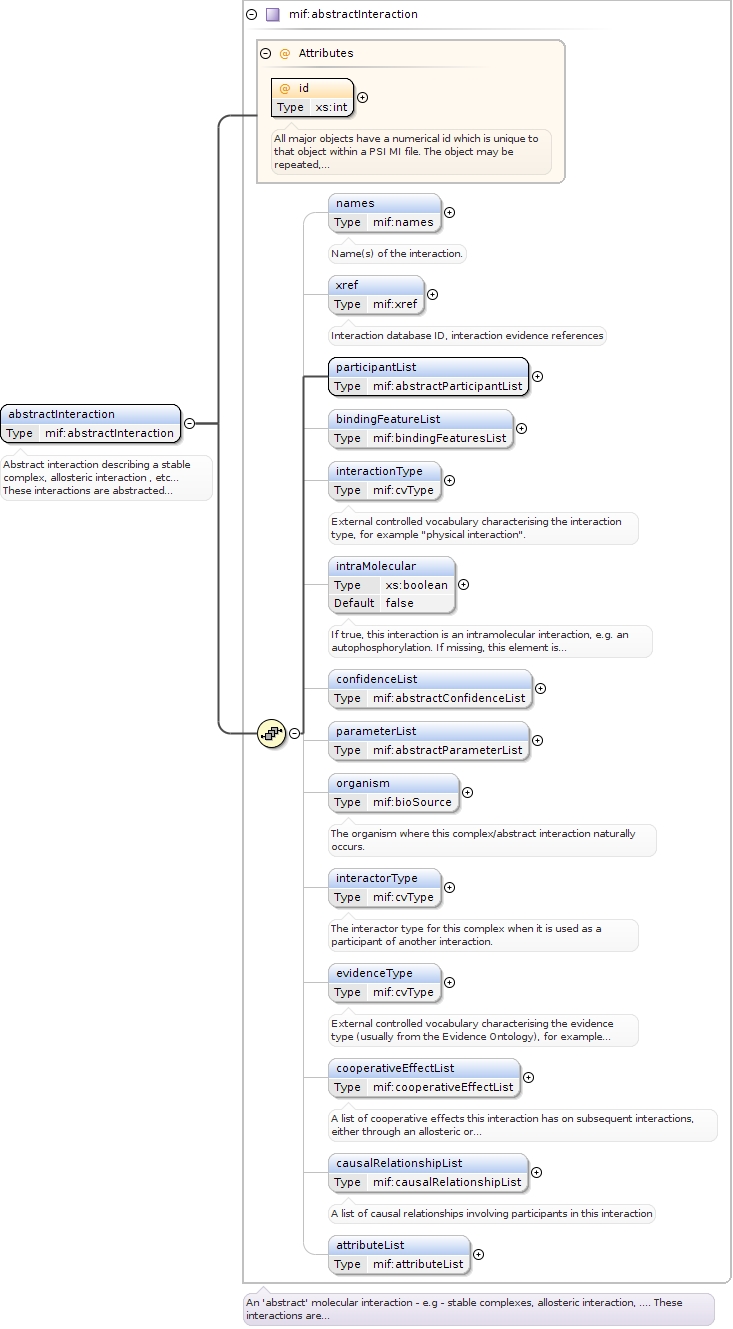 mif:abstractInteraction
@ Attributes
@ id
Type xs:int
All major objects have a numerical id which is unique to
that object within a PSI MI file. The object may be
repeated,...
names
Type mif:names
Name(s) of the interaction.
xref
Type mif:xref
Interaction database ID, interaction evidence references
participantList
Type mif:abstractParticipantList
abstractInteraction
Type mif:abstractInteraction
Abstract interaction describing a stable
complex, allosteric interaction , etc...
These interactions are abstracted...
bindingFeatureList
Type mif:bindingFeaturesList
interactionType
Type mif:cvType
External controlled vocabulary characterising the interaction
type, for example "physical interaction".
intraMolecular
Type xs:boolean
Default false
If true, this interaction is an intramolecular interaction, e.g. an
autophosphorylation. If missing, this element is...
confidenceList
Type mif:abstractConfidenceList
parameterList
Type mif:abstractParameterList
organism
Type mif:bioSource
The organism where this complex/abstract interaction naturally
occurs.
interactorType
Type mif:cvType
The interactor type for this complex when it is used as a
participant of another interaction.
evidenceType
Type mif:cvType
External controlled vocabulary characterising the evidence
type (usually from the Evidence Ontology), for example...
cooperativeEffectList
Type mif:cooperativeEffectList
A list of cooperative effects this interaction has on subsequent interactions,
either through an allosteric or...
causalRelationshipList
Type mif:causalRelationshipList
A list of causal relationships involving participants in this interaction
attributeList
Type mif:attributeList
An 'abstract' molecular interaction - e.g - stable complexes, allosteric interaction, .... These
interactions are...